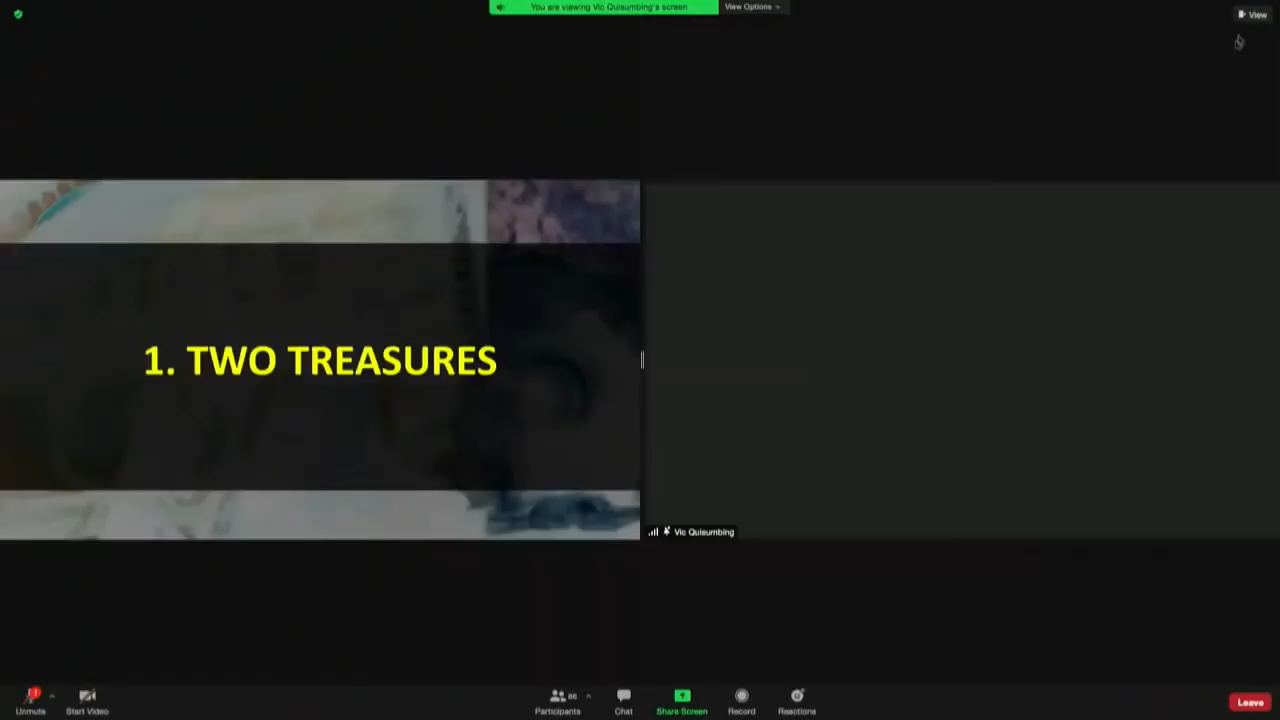 You are viewing Vic Quisumbing's screen
View Options
View
1. TWO TREASURES
Vic Quisumbing
Unmute
Start Video
86
Participants
Chat
Share Screen
Record
Reactions
Leave